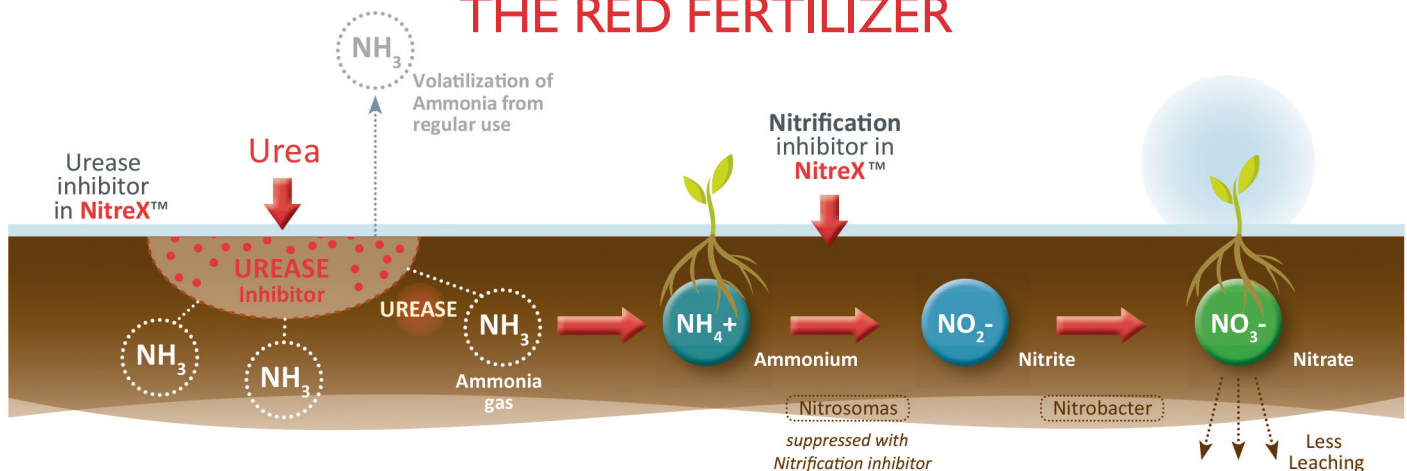 THE RED FERTILIZER
NH3
Volatilization of
Ammonia from
regular use
Urease
inhibitor
in NitreX™
Urea
Nitrification
inhibitor in
NitreX™
UREASE
Inhibitor
UREASE
NH3
NH3
NH3
Ammonia
gas
NH4+
Ammonium
NO2-
Nitrite
NO3-
Nitrate
Nitrosomas
suppressed with
Nitrification inhibitor
Nitrobacter
Less
Leaching